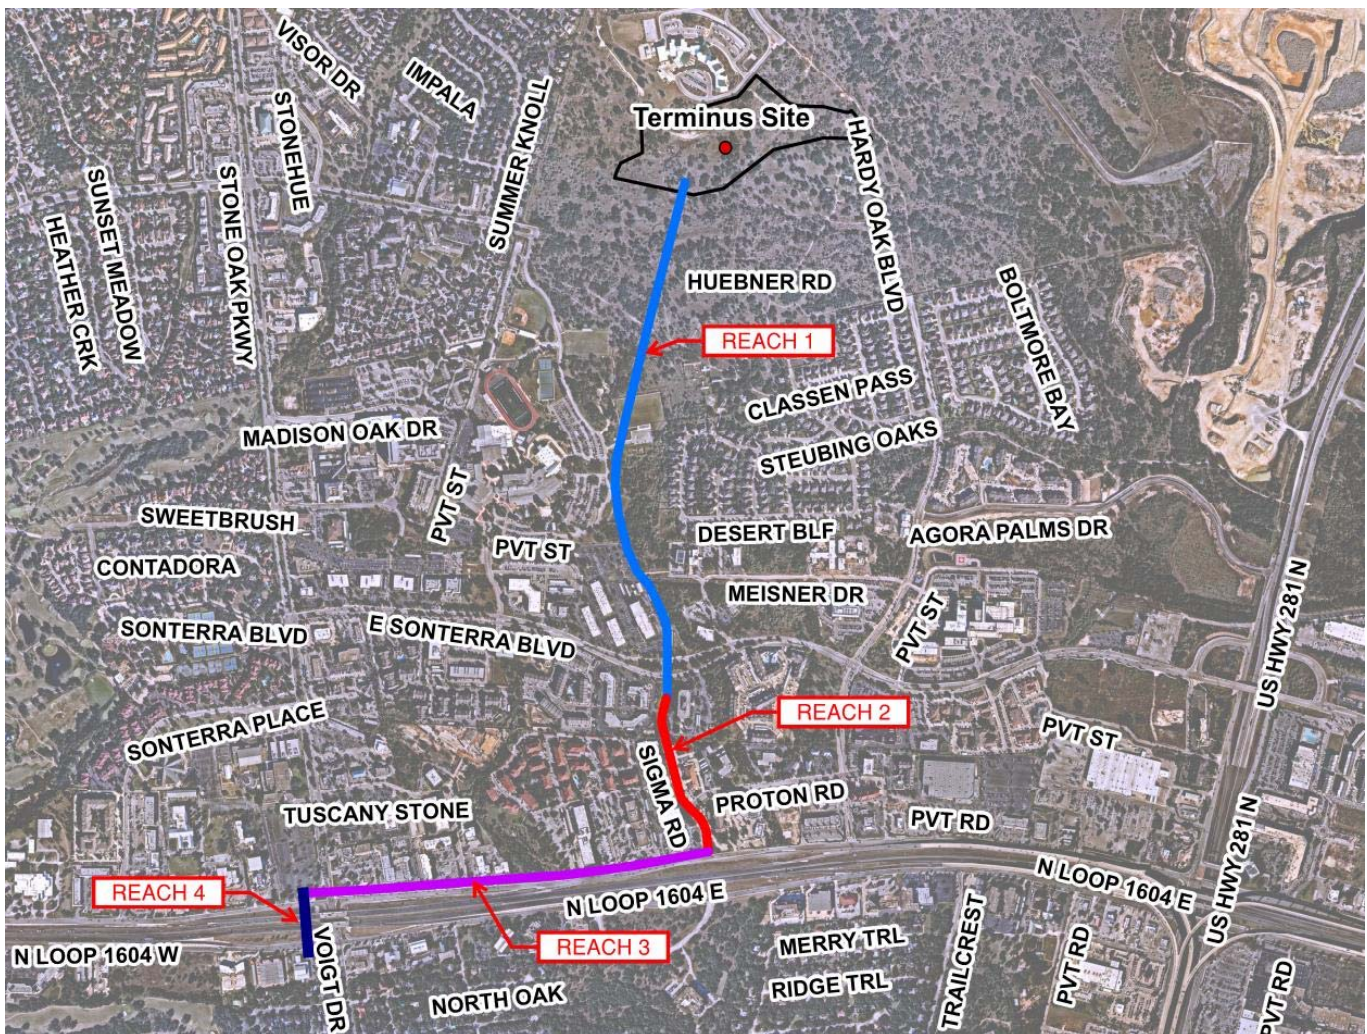 VISOR DR
IMPALA
STONEHUE
SUMMER KNOLL
Terminus Site
HARDY OAK BLVD
SUNSET MEADOW
HEATHER CRK
STONE OAK PKWY
HUEBNER RD
BOLTMORE BAY
REACH 1
CLASSEN PASS
MADISON OAK DR
STEUBING OAKS
PVT ST
SWEETBRUSH
PVT ST
DESERT BLF
AGORA PALMS DR
CONTADORA
MEISNER DR
PVT ST
SONTERRA BLVD
E SONTERRA BLVD
US HWY 281 N
SONTERRA PLACE
REACH 2
PVT ST
SIGMA RD
TUSCANY STONE
PROTON RD
PVT RD
US HWY 281 N
REACH 4
N LOOP 1604 E
N LOOP 1604 E
N LOOP 1604 W
VOIGT DR
REACH 3
MERRY TRL
TRAILCREST
PVT RD
NORTH OAK
RIDGE TRL
PVT RD